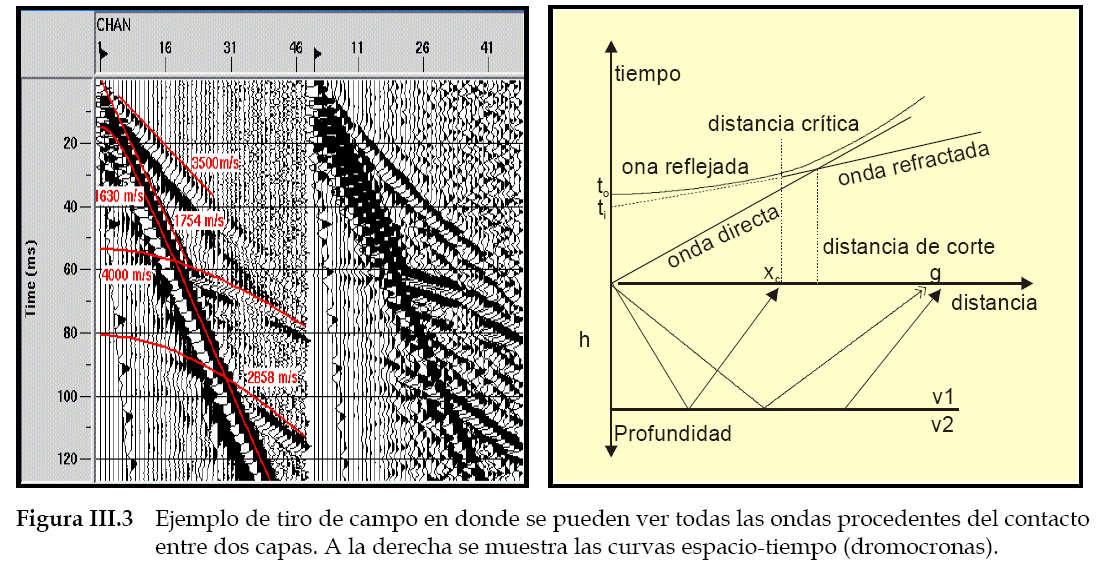 CHAN
1 16 31 46 11 26 41
20
40
60
80
100
120
Time (ms)
3500m/s
1630 m/s
1754 m/s
4000 m/s
2858 m/s
tiempo
distancia crítica
ona reflejada
onda refractada
to
ti
onda directa
distancia de corte
xc
g
distancia
h
v1
v2
Profundidad
Figura III.3 Ejemplo de tiro de campo en donde se pueden ver todas las ondas procedentes del contacto
entre dos capas. A la derecha se muestra las curvas espacio-tiempo (dromocronas).